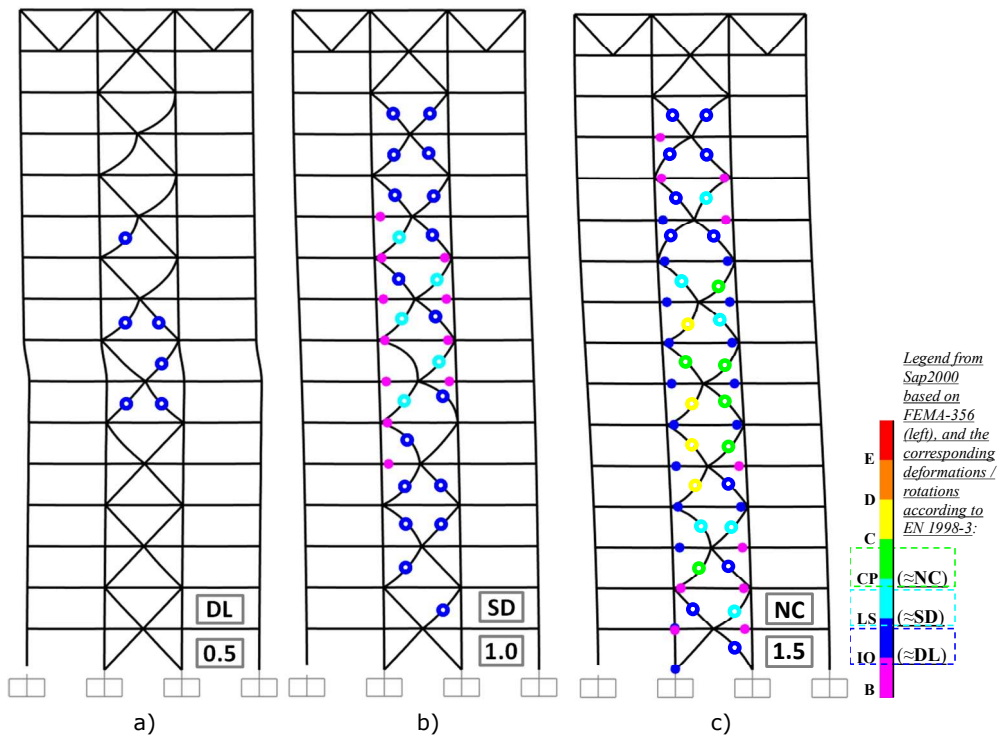 DL
0.5
SD
1.0
NC
1.5
Legend from
Sap2000
based on
FEMA-356
(left), and the
corresponding
deformations /
rotations
according to
EN 1998-3:
E
D
C
CP (≈NC)
LS (≈SD)
IO (≈DL)
B
a)
b)
c)